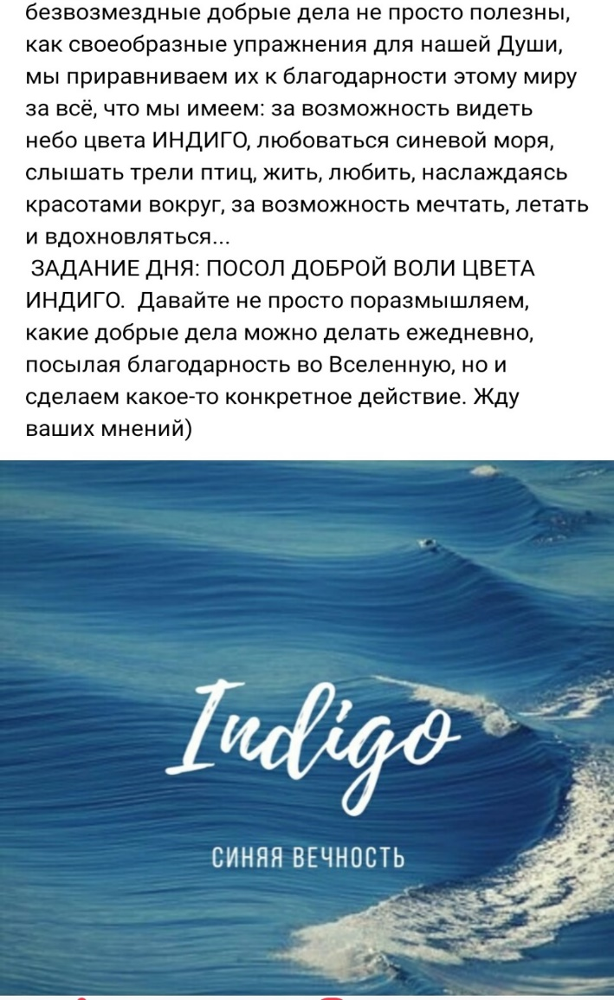 безвозмездные добрые дела не просто полезны,
как своеобразные упражнения для нашей Души,
мы приравниваем их к благодарности этому миру
за всё, что мы имеем: за возможность видеть
небо цвета ИНДИГО, любоваться синевой моря,
слышать трели птиц, жить, любить, наслаждаясь
красотами вокруг, за возможность мечтать, летать
и вдохновляться...
ЗАДАНИЕ ДНЯ: ПОСОЛ ДОБРОЙ ВОЛИ ЦВЕТА
ИНДИГО. Давайте не просто поразмышляем,
какие добрые дела можно делать ежедневно,
посылая благодарность во Вселенную, но и
сделаем какое-то конкретное действие. Жду
ваших мнений)
Indigo
СИНЯЯ ВЕЧНОСТЬ